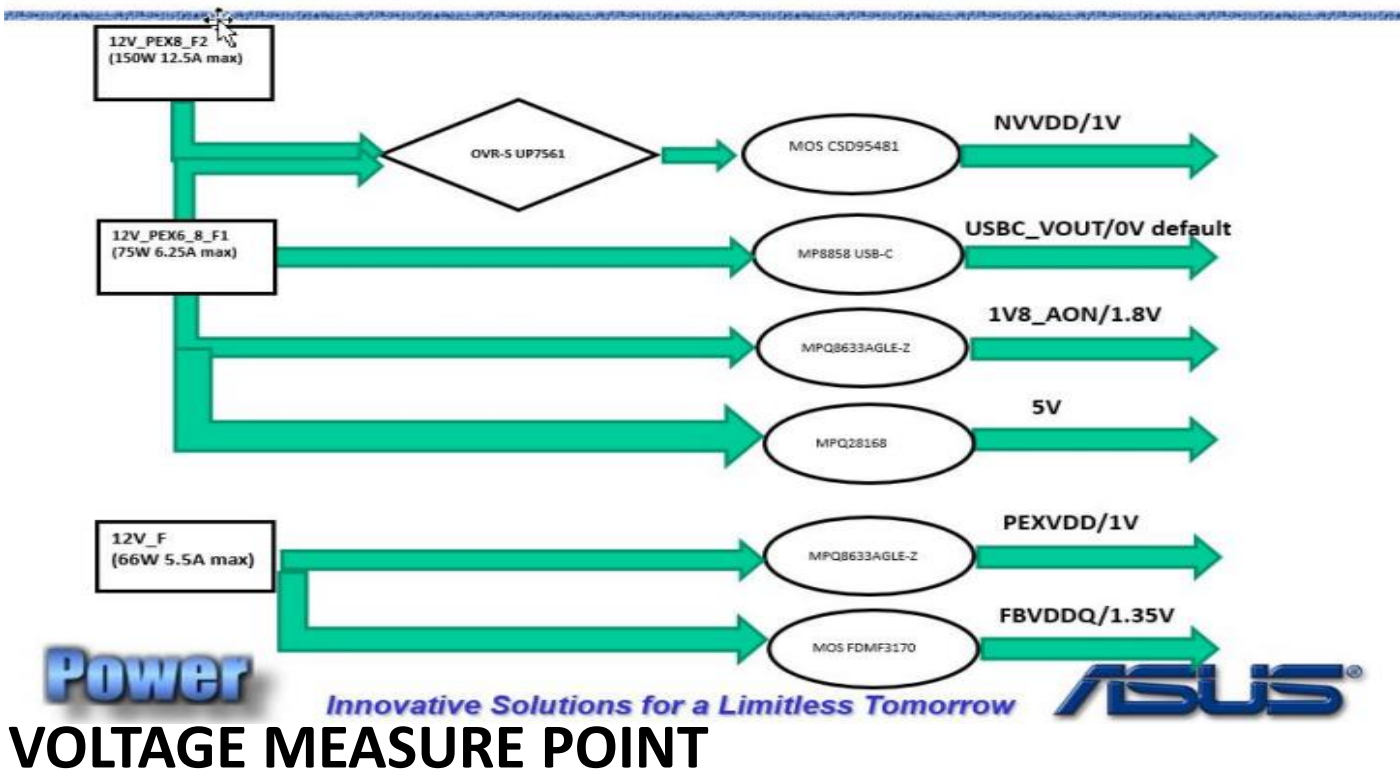 12V_PEX8_F2
(150W 12.5A max)
OVR-S UP7561
MOS CSD95481
NVVDD/1V
12V_PEX6_8_F1
(75W 6.25A max)
MP8858 USB-C
USBC_VOUT/0V default
MPQ8633AGLE-Z
1V8_AON/1.8V
MPQ28168
5V
12V_F
(66W 5.5A max)
MPQ8633AGLE-Z
PEXVDD/1V
MOS FDMF3170
FBVDDQ/1.35V
Power
Innovative Solutions for a Limitless Tomorrow
ASUS®
VOLTAGE MEASURE POINT